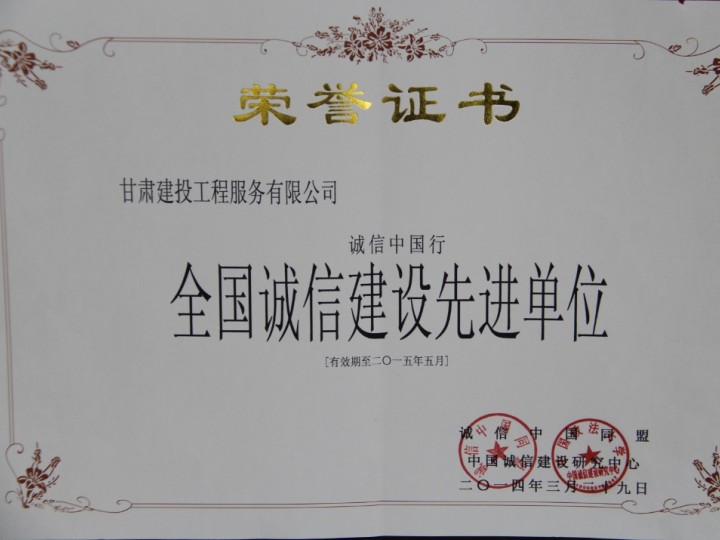 荣誉证书
甘肃建投工程服务有限公司
诚信中国行
全国诚信建设先进单位
[有效期至二〇一五年五月]
诚信中国同盟
中国诚信建设研究中心
二〇一四年三月二十九日